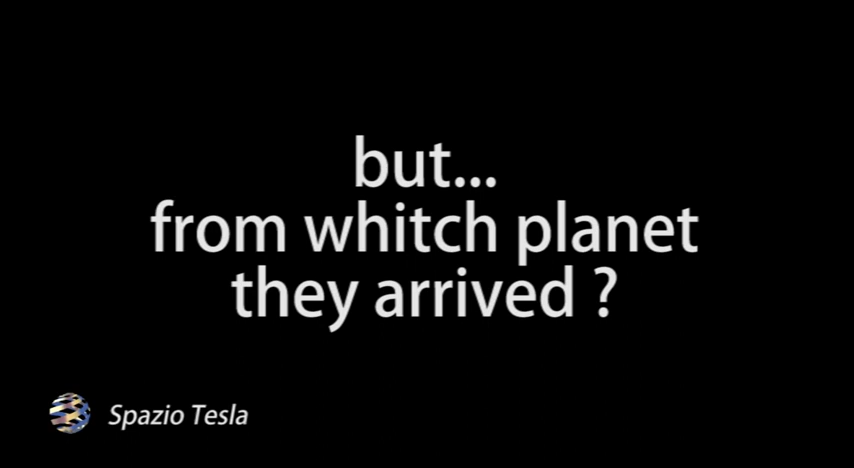 but...
from whitch planet
they arrived ?
Spazio Tesla